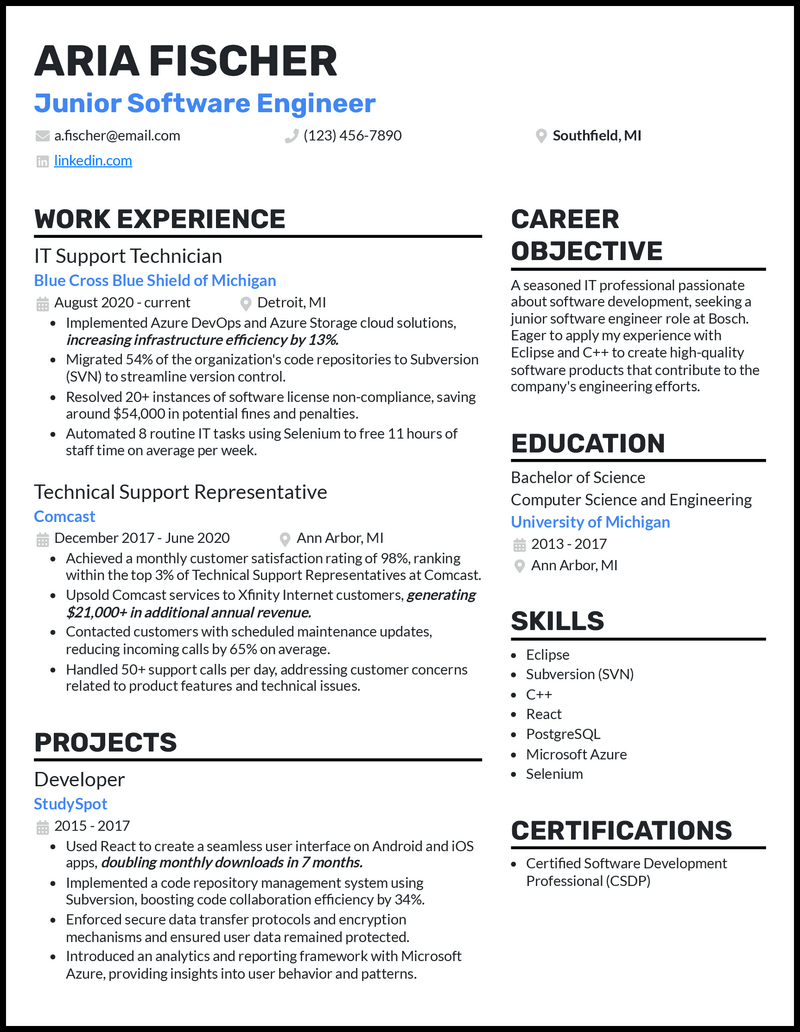 ARIA FISCHER
Junior Software Engineer
a.fischer@email.com
(123) 456-7890
Southfield, MI
linkedin.com
WORK EXPERIENCE
IT Support Technician
Blue Cross Blue Shield of Michigan
August 2020 - current
Detroit, MI
• Implemented Azure DevOps and Azure Storage cloud solutions,
increasing infrastructure efficiency by 13%.
• Migrated 54% of the organization's code repositories to Subversion
(SVN) to streamline version control.
• Resolved 20+ instances of software license non-compliance, saving
around $54,000 in potential fines and penalties.
• Automated 8 routine IT tasks using Selenium to free 11 hours of
staff time on average per week.
Technical Support Representative
Comcast
December 2017 - June 2020
Ann Arbor, MI
• Achieved a monthly customer satisfaction rating of 98%, ranking
within the top 3% of Technical Support Representatives at Comcast.
• Upsold Comcast services to Xfinity Internet customers, generating
$21,000+ in additional annual revenue.
• Contacted customers with scheduled maintenance updates,
reducing incoming calls by 65% on average.
• Handled 50+ support calls per day, addressing customer concerns
related to product features and technical issues.
PROJECTS
Developer
StudySpot
2015 - 2017
• Used React to create a seamless user interface on Android and iOS
apps, doubling monthly downloads in 7 months.
• Implemented a code repository management system using
Subversion, boosting code collaboration efficiency by 34%.
• Enforced secure data transfer protocols and encryption
mechanisms and ensured user data remained protected.
• Introduced an analytics and reporting framework with Microsoft
Azure, providing insights into user behavior and patterns.
CAREER
OBJECTIVE
A seasoned IT professional passionate
about software development, seeking a
junior software engineer role at Bosch.
Eager to apply my experience with
Eclipse and C++ to create high-quality
software products that contribute to the
company's engineering efforts.
EDUCATION
Bachelor of Science
Computer Science and Engineering
University of Michigan
2013 - 2017
Ann Arbor, MI
SKILLS
• Eclipse
• Subversion (SVN)
• C++
• React
• PostgreSQL
• Microsoft Azure
• Selenium
CERTIFICATIONS
• Certified Software Development
Professional (CSDP)